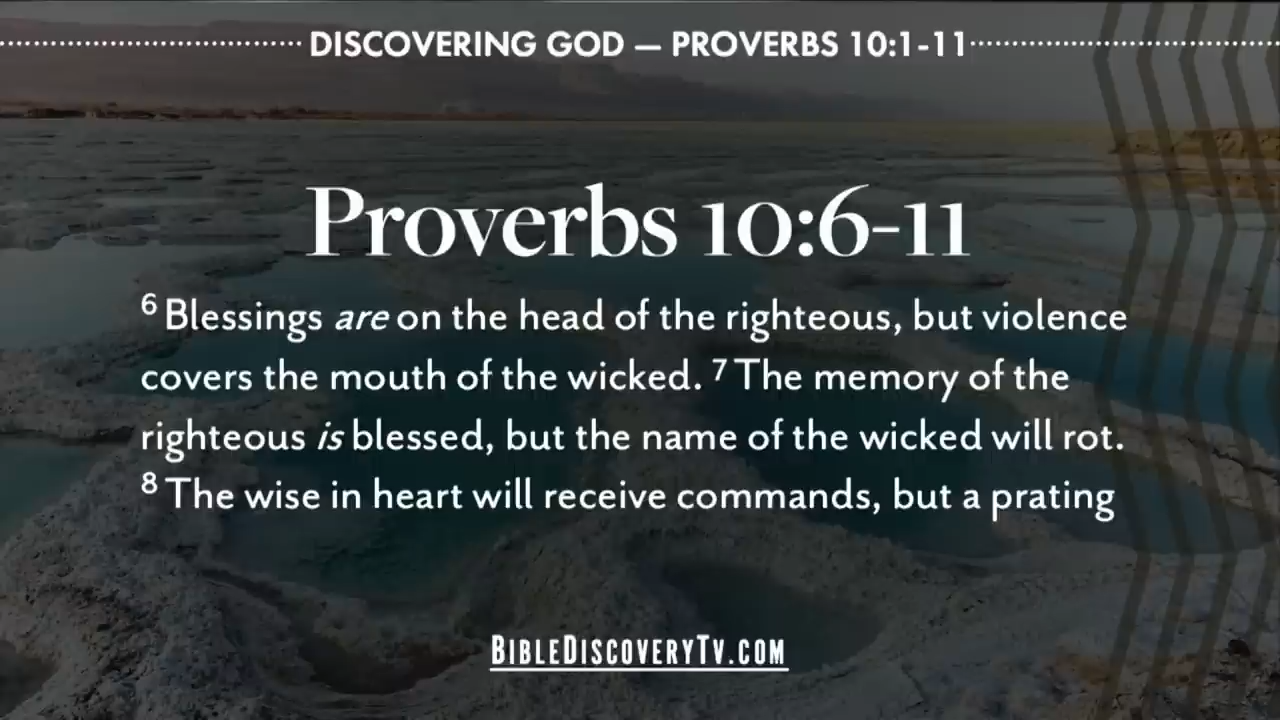 DISCOVERING GOD — PROVERBS 10:1-11
Proverbs 10:6-11
6 Blessings are on the head of the righteous, but violence
covers the mouth of the wicked. 7 The memory of the
righteous is blessed, but the name of the wicked will rot.
8 The wise in heart will receive commands, but a prating
BIBLEDISCOVERYTV.COM